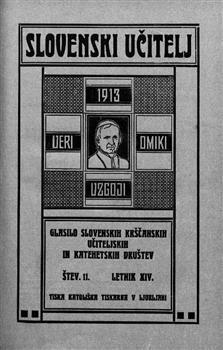 SLOVENSKI UČITELJ
1913
VERI
OMIKI
VZGOJI
GLASILO SLOVENSKIH KRŠČANSKIH
UČITELJSKIH
IN KATEHETSKIH DRUŠTEV
ŠTEV. 11. LETNIK XIV.
TISKA KATOLIŠKA TISKARNA V LJUBLJANI